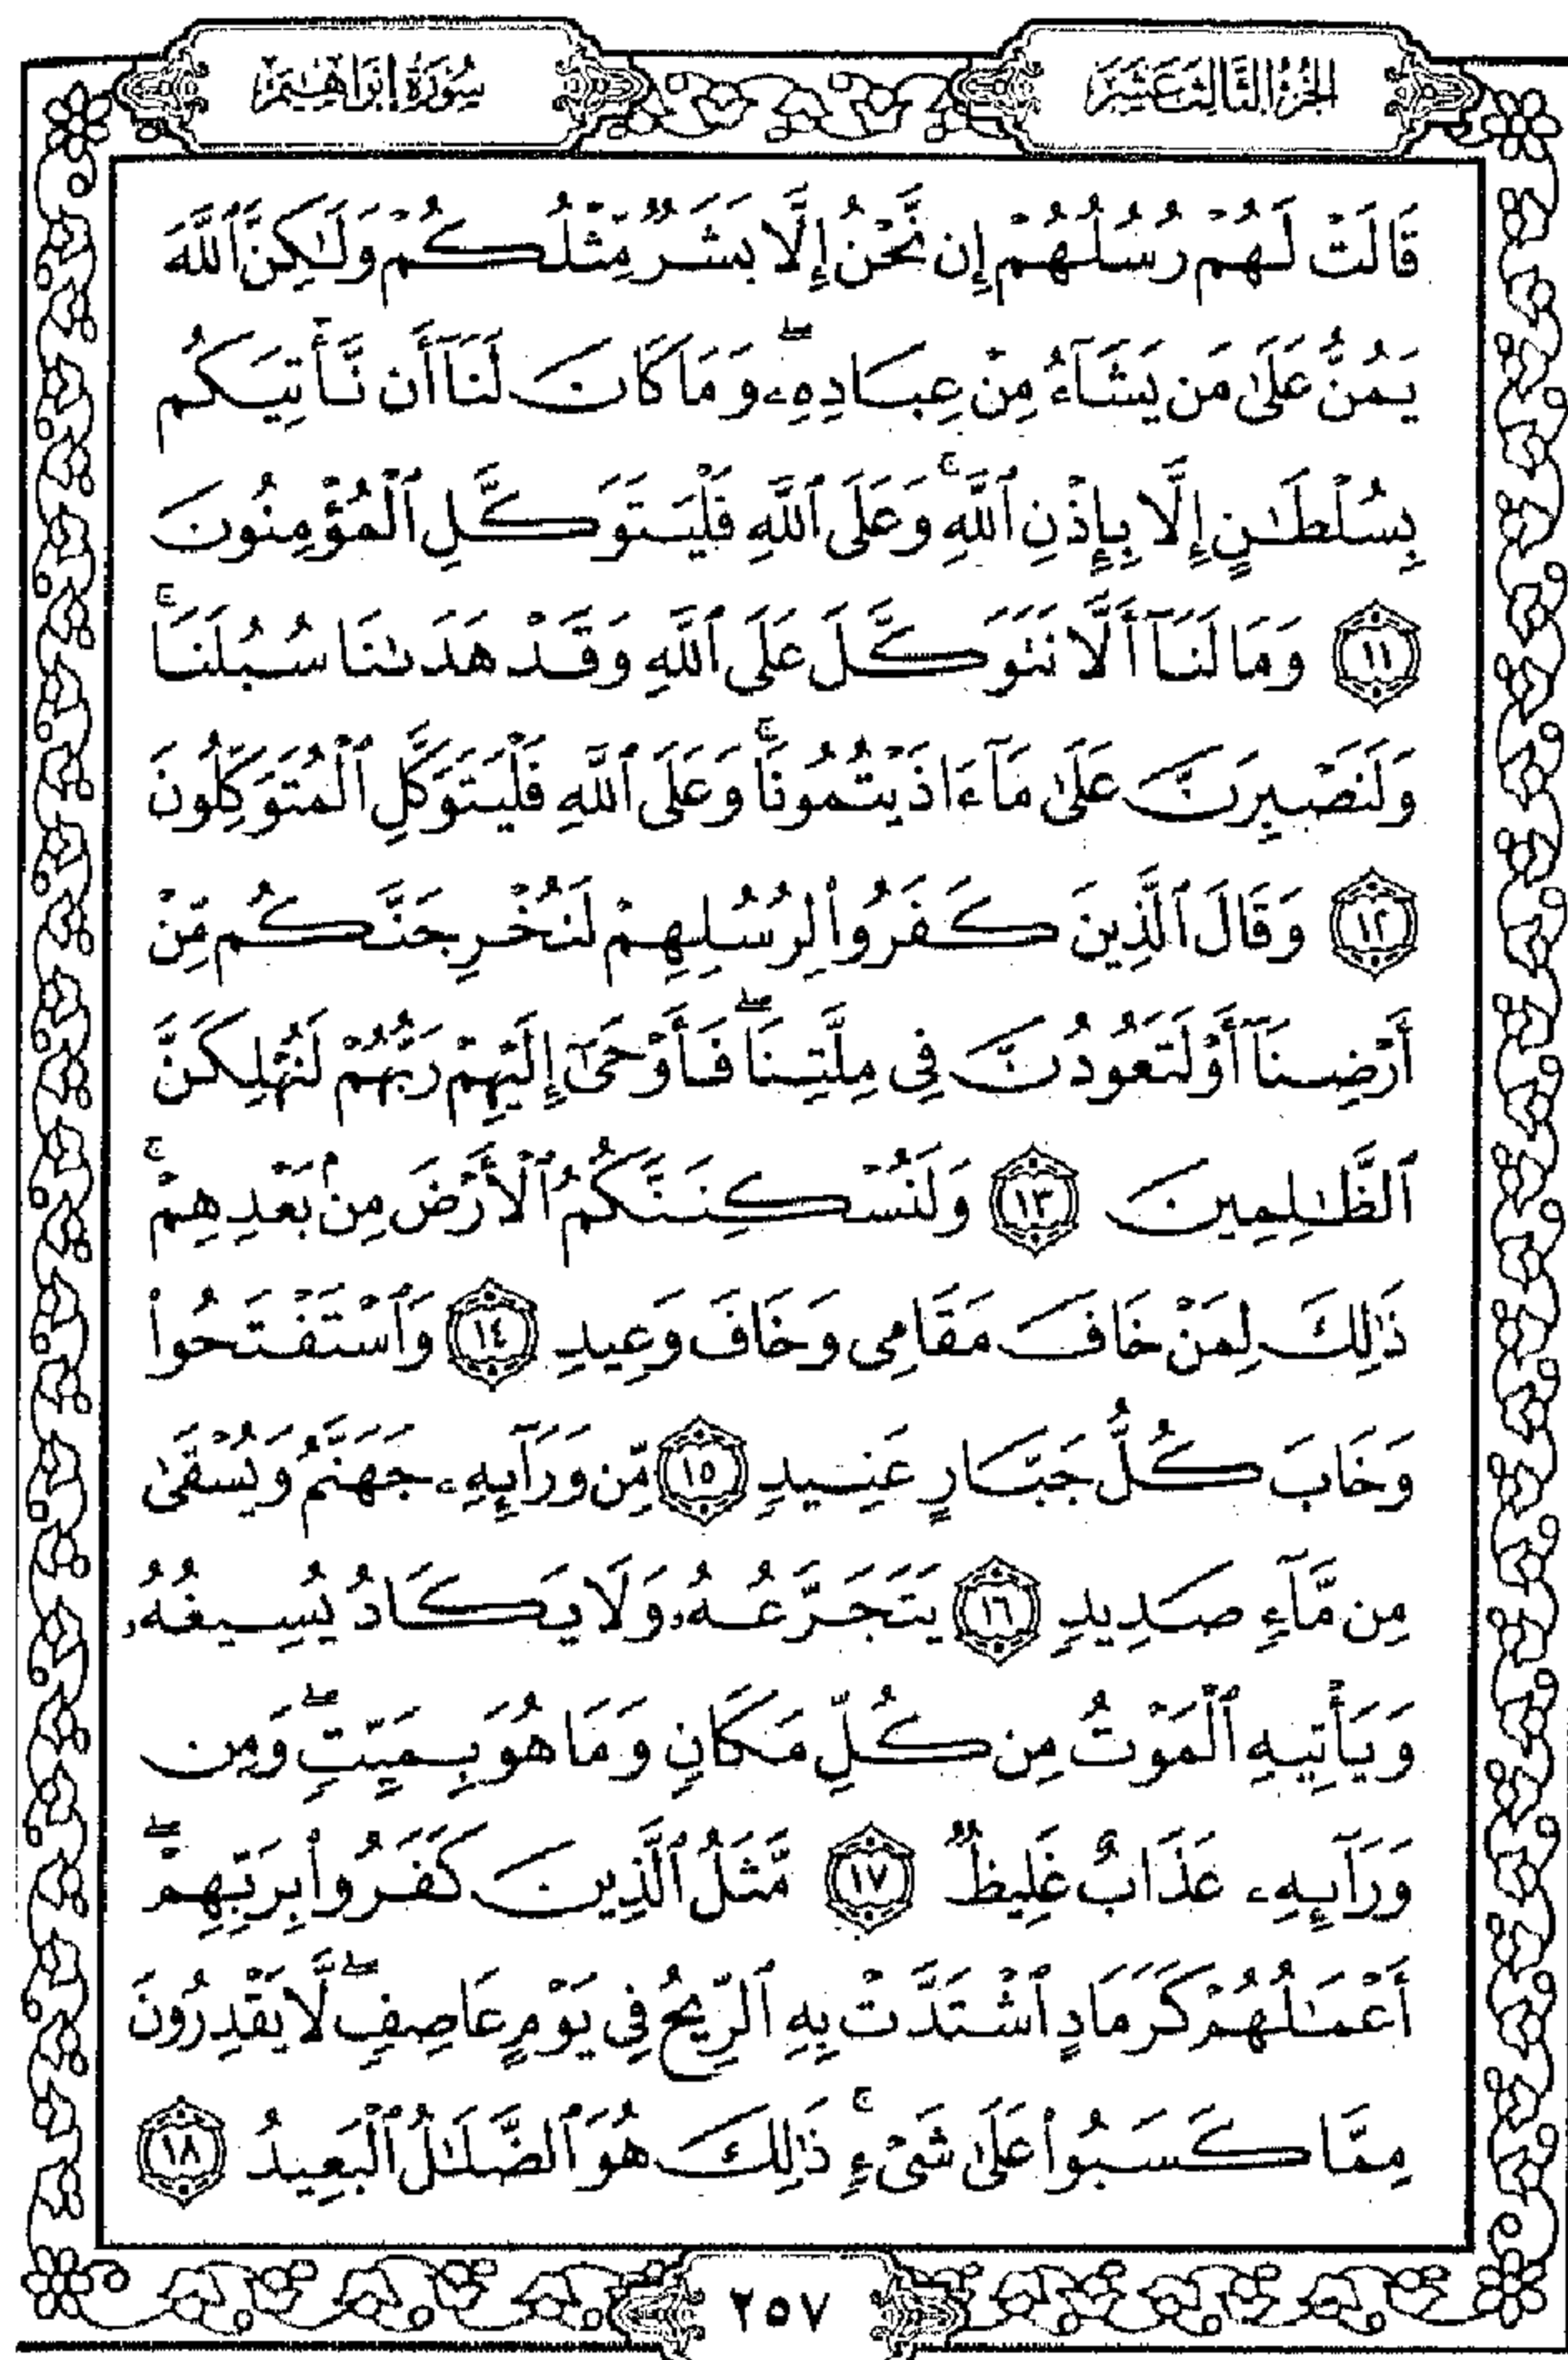 الجزء الثالث عشر
سورة إبراهيم
قَالَتْ لَهُمْ رُسُلُهُمْ إِن نَّحْنُ إِلَّا بَشَرٌ مِّثْلُكُمْ وَلَٰكِنَّ ٱللَّهَ
يَمُنُّ عَلَىٰ مَن يَشَآءُ مِنْ عِبَادِهِۦ ۖ وَمَا كَانَ لَنَآ أَن نَّأْتِيَكُم
بِسُلْطَٰنٍ إِلَّا بِإِذْنِ ٱللَّهِ ۚ وَعَلَى ٱللَّهِ فَلْيَتَوَكَّلِ ٱلْمُؤْمِنُونَ
١١ وَمَا لَنَآ أَلَّا نَتَوَكَّلَ عَلَى ٱللَّهِ وَقَدْ هَدَىٰنَا سُبُلَنَا ۚ
وَلَنَصْبِرَنَّ عَلَىٰ مَآ ءَاذَيْتُمُونَا ۚ وَعَلَى ٱللَّهِ فَلْيَتَوَكَّلِ ٱلْمُتَوَكِّلُونَ
١٢ وَقَالَ ٱلَّذِينَ كَفَرُوا۟ لِرُسُلِهِمْ لَنُخْرِجَنَّكُم مِّنْ
أَرْضِنَآ أَوْ لَتَعُودُنَّ فِى مِلَّتِنَا ۖ فَأَوْحَىٰٓ إِلَيْهِمْ رَبُّهُمْ لَنُهْلِكَنَّ
ٱلظَّٰلِمِينَ ١٣ وَلَنُسْكِنَنَّكُمُ ٱلْأَرْضَ مِنۢ بَعْدِهِمْ ۚ
ذَٰلِكَ لِمَنْ خَافَ مَقَامِى وَخَافَ وَعِيدِ ١٤ وَٱسْتَفْتَحُوا۟
وَخَابَ كُلُّ جَبَّارٍ عَنِيدٍ ١٥ مِّن وَرَآئِهِۦ جَهَنَّمُ وَيُسْقَىٰ
مِن مَّآءٍ صَدِيدٍ ١٦ يَتَجَرَّعُهُۥ وَلَا يَكَادُ يُسِيغُهُۥ
وَيَأْتِيهِ ٱلْمَوْتُ مِن كُلِّ مَكَانٍ وَمَا هُوَ بِمَيِّتٍ ۖ وَمِن
وَرَآئِهِۦ عَذَابٌ غَلِيظٌ ١٧ مَّثَلُ ٱلَّذِينَ كَفَرُوا۟ بِرَبِّهِمْ ۖ
أَعْمَٰلُهُمْ كَرَمَادٍ ٱشْتَدَّتْ بِهِ ٱلرِّيحُ فِى يَوْمٍ عَاصِفٍ ۖ لَّا يَقْدِرُونَ
مِمَّا كَسَبُوا۟ عَلَىٰ شَىْءٍ ۚ ذَٰلِكَ هُوَ ٱلضَّلَٰلُ ٱلْبَعِيدُ ١٨
٢٥٧